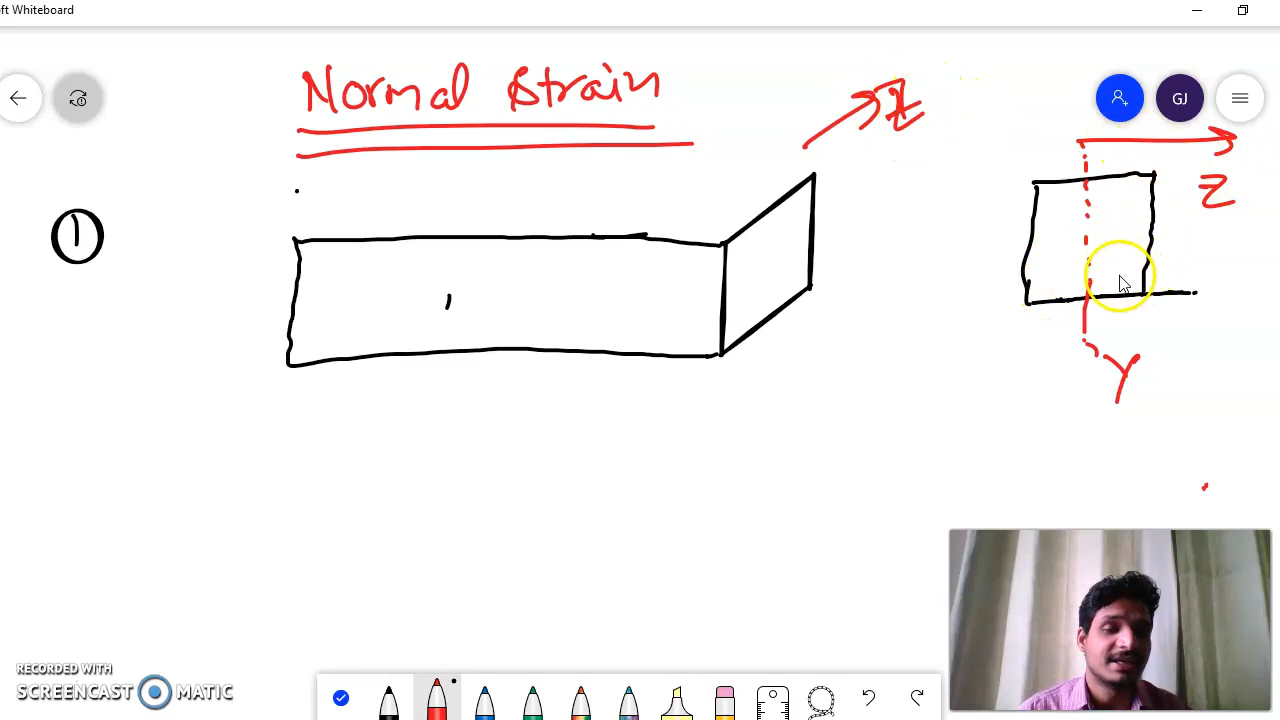 ft Whiteboard
Normal Strain
Z
GJ
Z
1
Y
RECORDED WITH
SCREENCAST MATIC